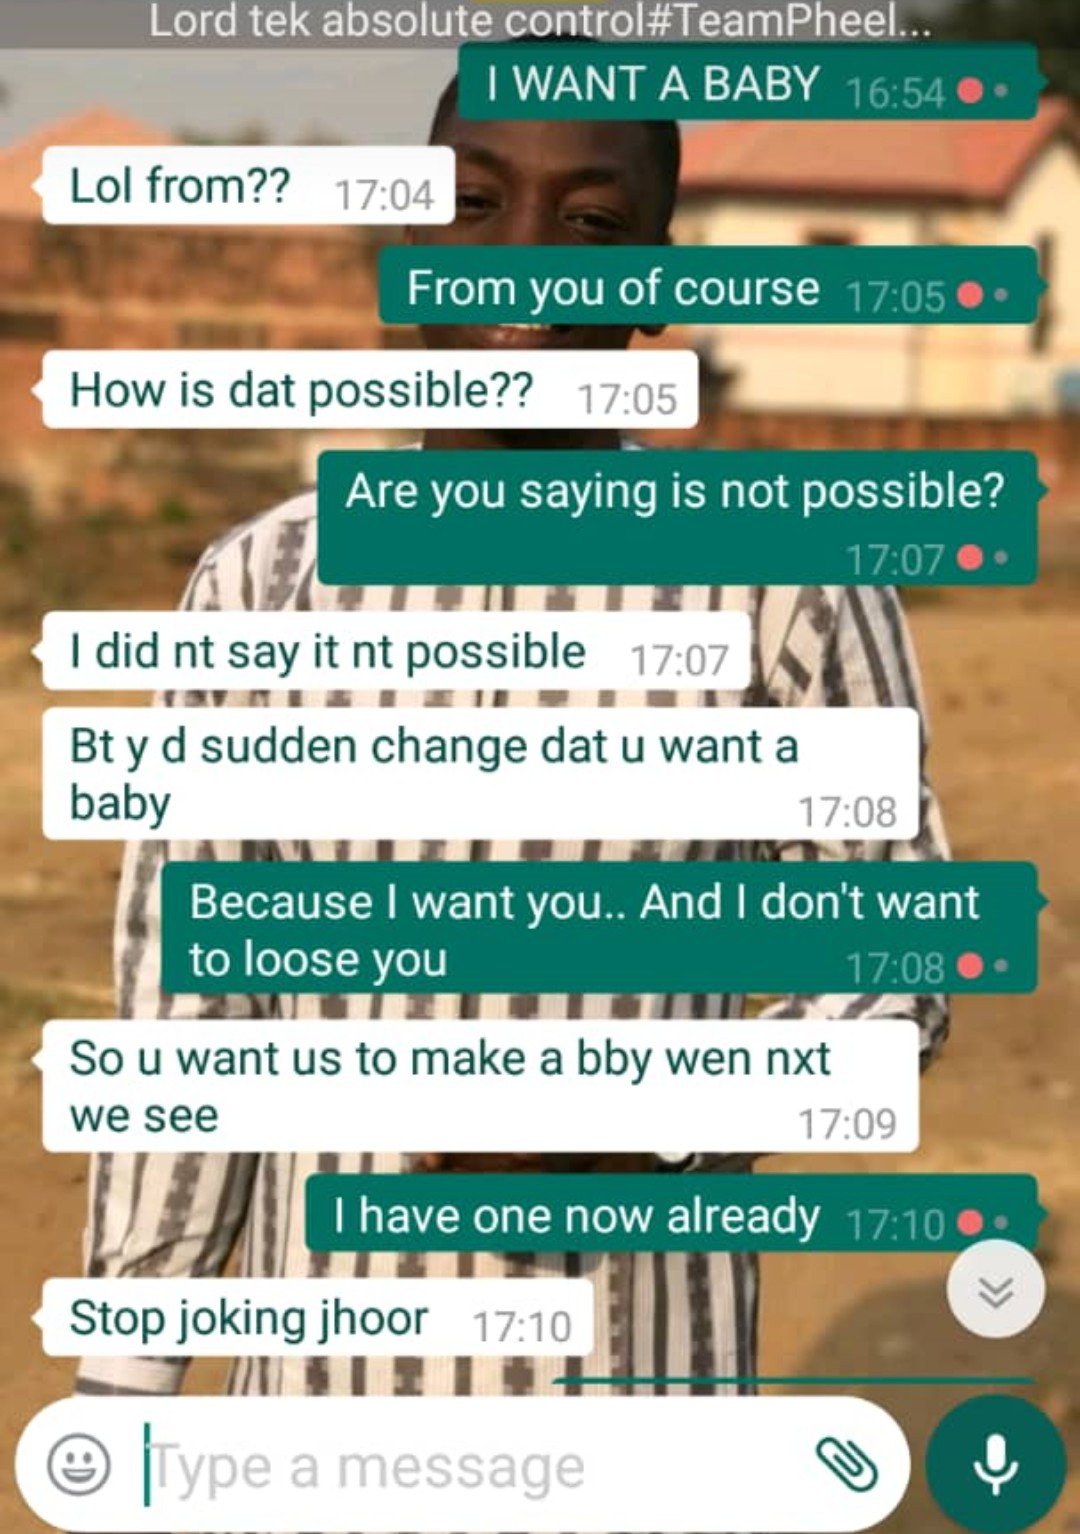 Lord tek absolute control#TeamPheel...
I WANT A BABY 16:54
Lol from?? 17:04
From you of course 17:05
How is dat possible?? 17:05
Are you saying is not possible?
17:07
I did nt say it nt possible 17:07
Bt y d sudden change dat u want a
baby 17:08
Because I want you.. And I don't want
to loose you 17:08
So u want us to make a bby wen nxt
we see 17:09
I have one now already 17:10
Stop joking jhoor 17:10
Type a message